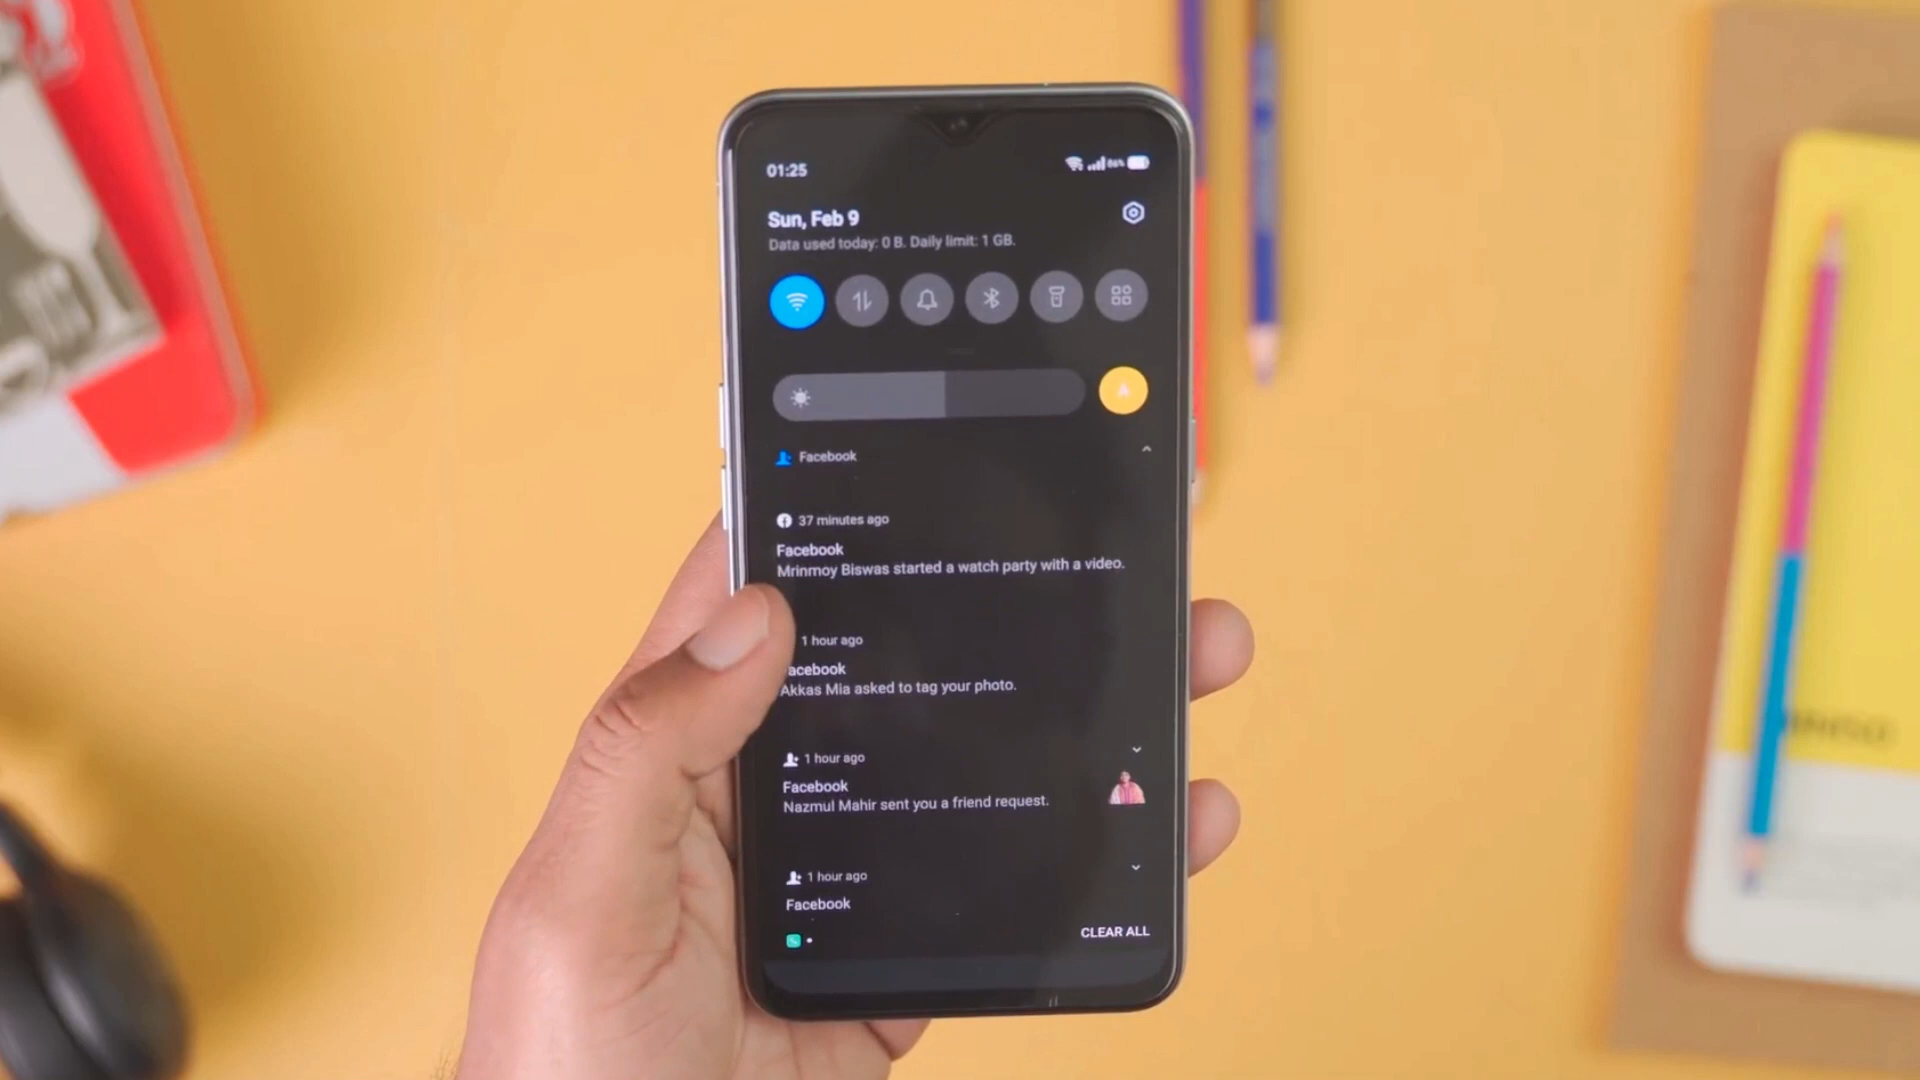 01:25
86%
Sun, Feb 9
Data used today: 0 B. Daily limit: 1 GB.
A
Facebook
37 minutes ago
Facebook
Mrinmoy Biswas started a watch party with a video.
1 hour ago
acebook
Akkas Mia asked to tag your photo.
1 hour ago
Facebook
Nazmul Mahir sent you a friend request.
1 hour ago
Facebook
CLEAR ALL